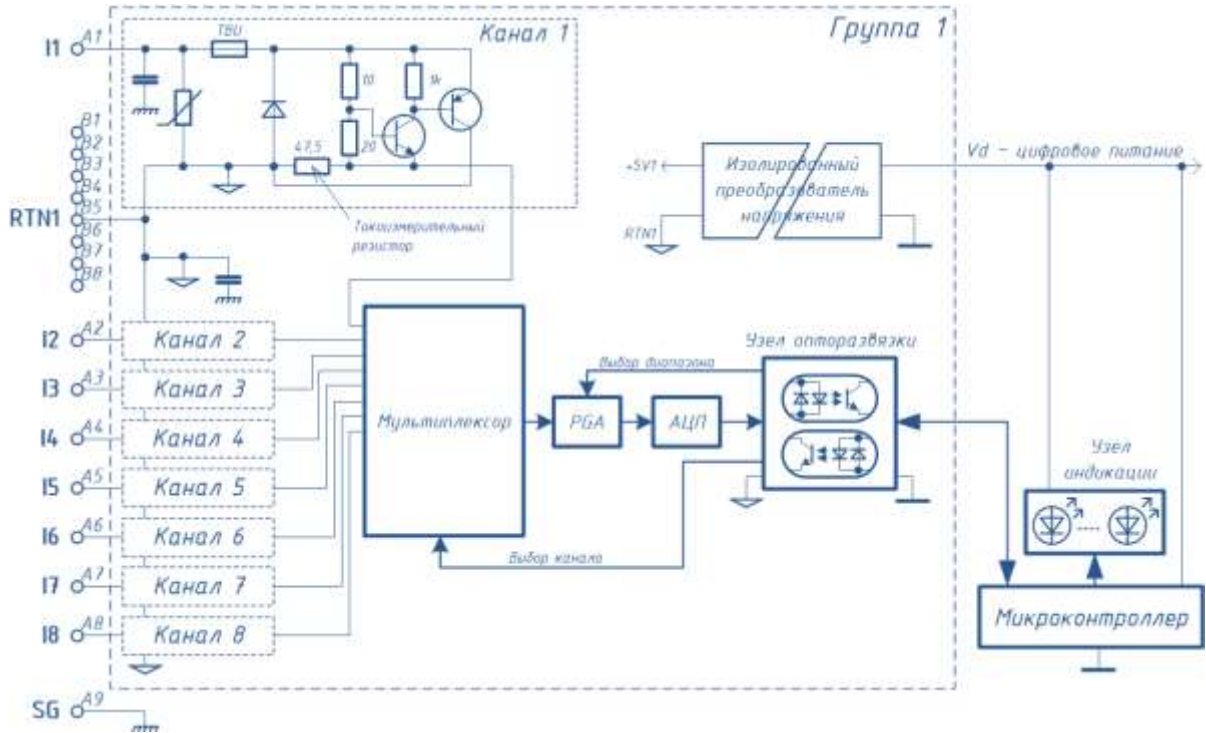 I1
A1
TBU
Канал 1
Группа 1
10
1k
20
47,5
Токоизмерительный
резистор
B1
B2
B3
B4
B5
B6
B7
B8
RTN1
+5V1
RTN1
Изолированный
преобразователь
напряжения
Vd - цифровое питание
I2
A2
Канал 2
I3
A3
Канал 3
I4
A4
Канал 4
I5
A5
Канал 5
I6
A6
Канал 6
I7
A7
Канал 7
I8
A8
Канал 8
Мультиплексор
Выбор диапазона
PGA
АЦП
Узел опторазвязки
Выбор канала
Узел
индикации
Микроконтроллер
SG
A9